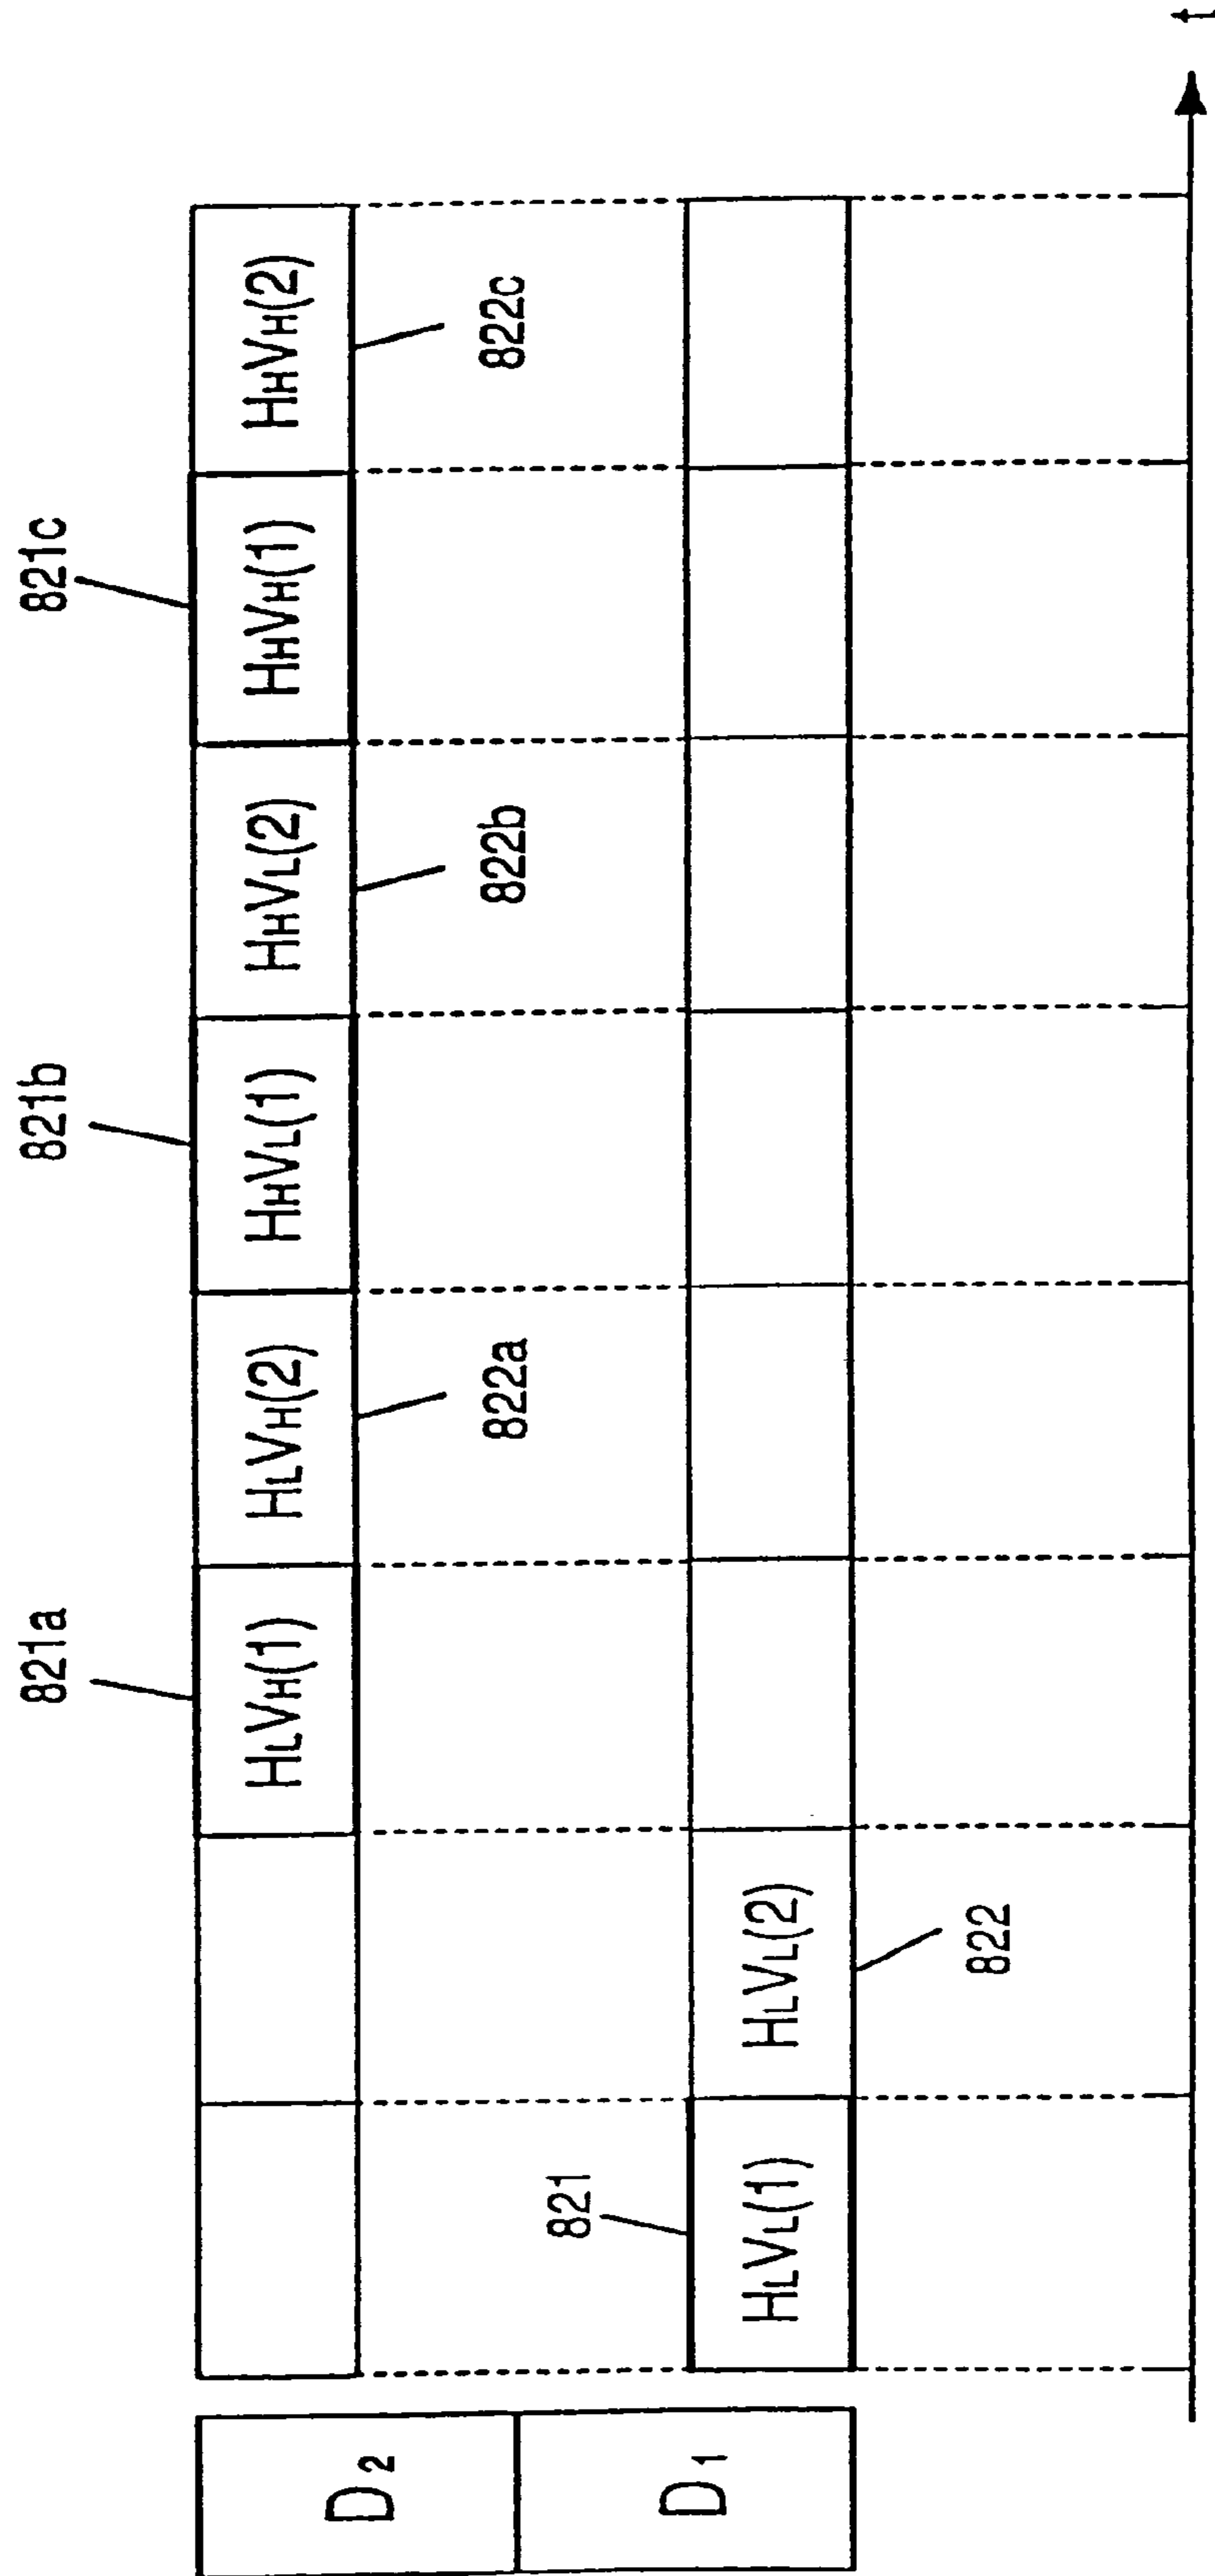 821a
821b
821c
D2
HLVH(1)
HLVH(2)
HHVL(1)
HHVL(2)
HHVH(1)
HHVH(2)
822a
822b
822c
821
D1
HLVL(1)
HLVL(2)
822
t